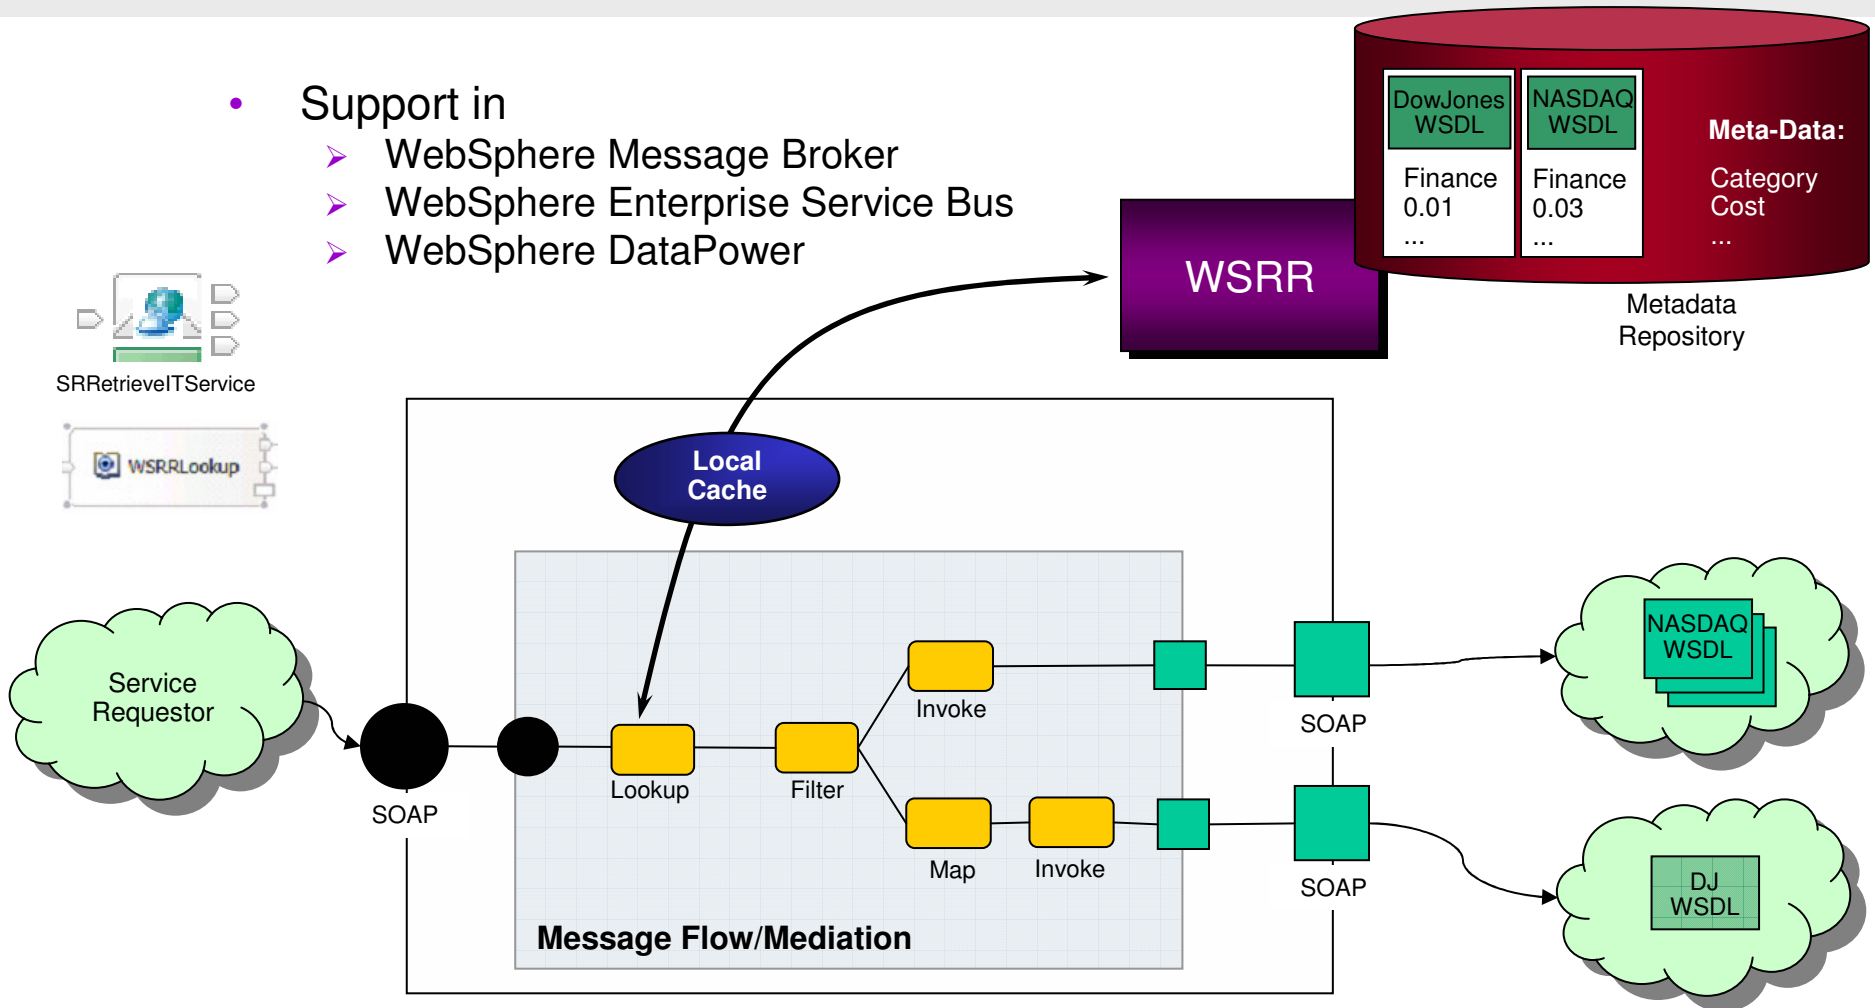 • Support in
➢ WebSphere Message Broker
➢ WebSphere Enterprise Service Bus
➢ WebSphere DataPower
DowJones
WSDL
Finance
0.01
...
NASDAQ
WSDL
Finance
0.03
...
Meta-Data:
Category
Cost
...
WSRR
Metadata
Repository
SRRetrieveITService
WSRRLookup
Local
Cache
Service
Requestor
SOAP
Lookup
Filter
Invoke
Map
Invoke
Message Flow/Mediation
SOAP
SOAP
NASDAQ
WSDL
DJ
WSDL